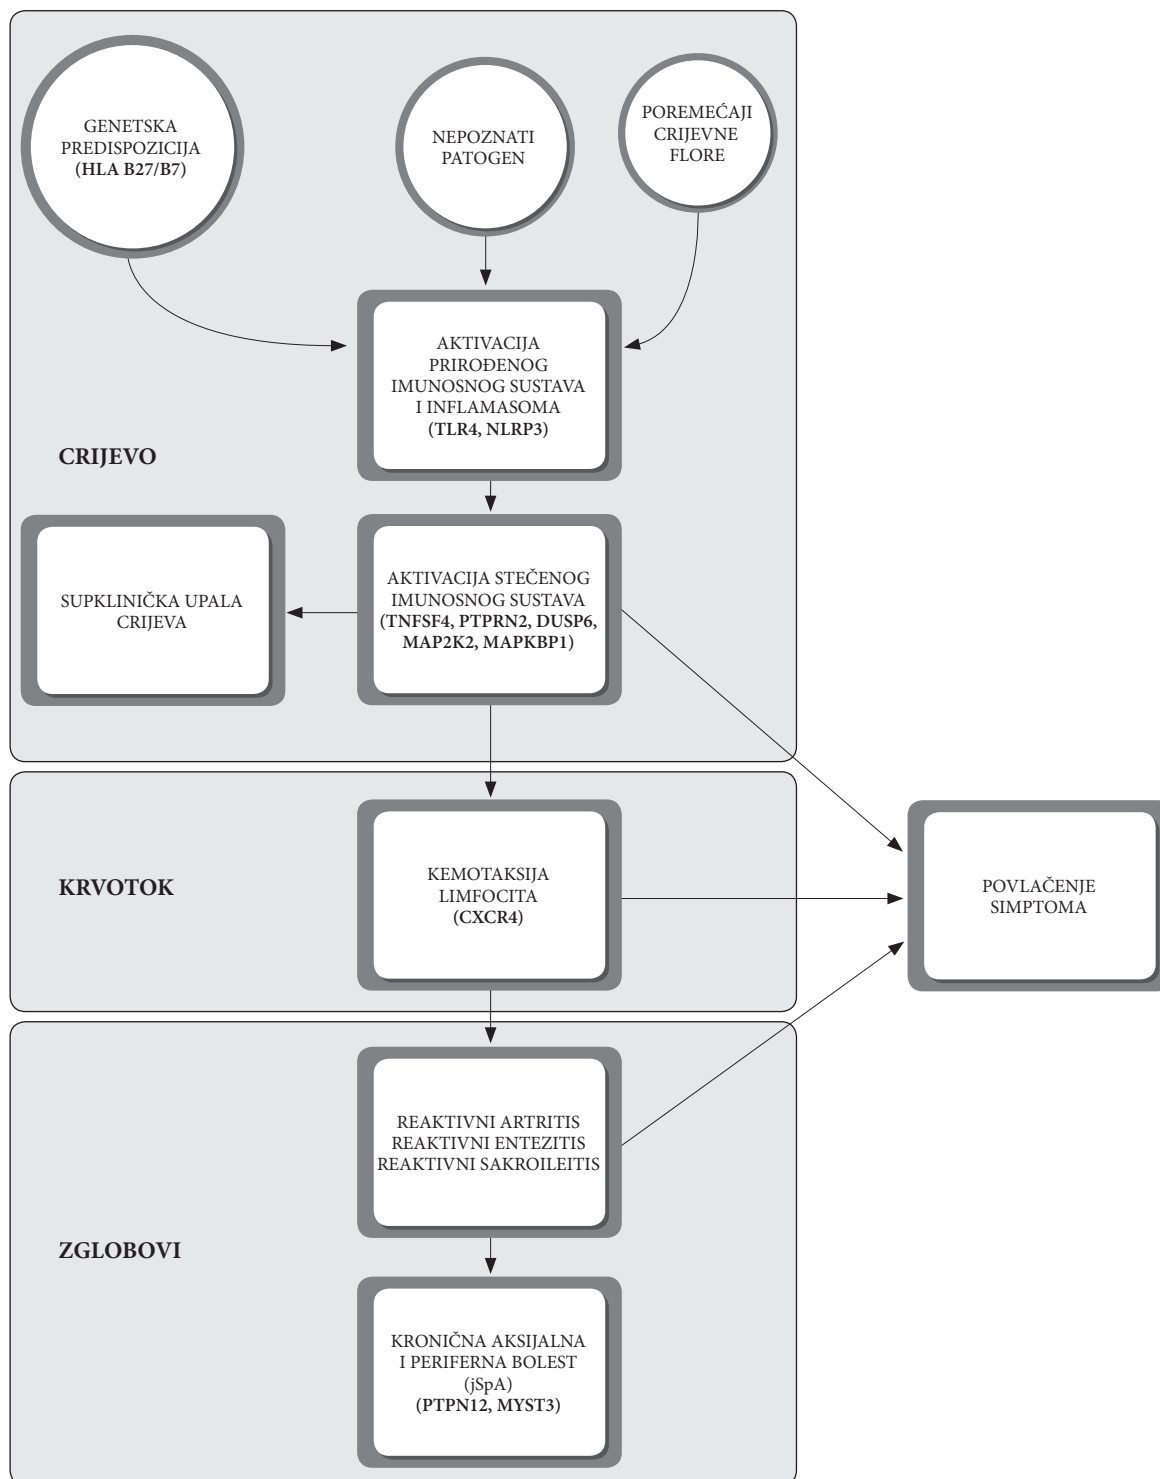 GENETSKA
PREDISPOZICIJA
(HLA B27/B7)
NEPOZNATI
PATOGEN
POREMEĆAJI
CRIJEVNE
FLORE
AKTIVACIJA
PRIROĐENOG
IMUNOSNOG SUSTAVA
I INFLAMASOMA
(TLR4, NLRP3)
CRIJEVO
SUPKLINIČKA UPALA
CRIJEVA
AKTIVACIJA STEČENOG
IMUNOSNOG SUSTAVA
(TNFSF4, PTPRN2, DUSP6,
MAP2K2, MAPKBP1)
KRVOTOK
KEMOTAKSIJA
LIMFOCITA
(CXCR4)
POVLAČENJE
SIMPTOMA
REAKTIVNI ARTRITIS
REAKTIVNI ENTEZITIS
REAKTIVNI SAKROILEITIS
ZGLOBOVI
KRONIČNA AKSIJALNA
I PERIFERNA BOLEST
(jSpA)
(PTPN12, MYST3)